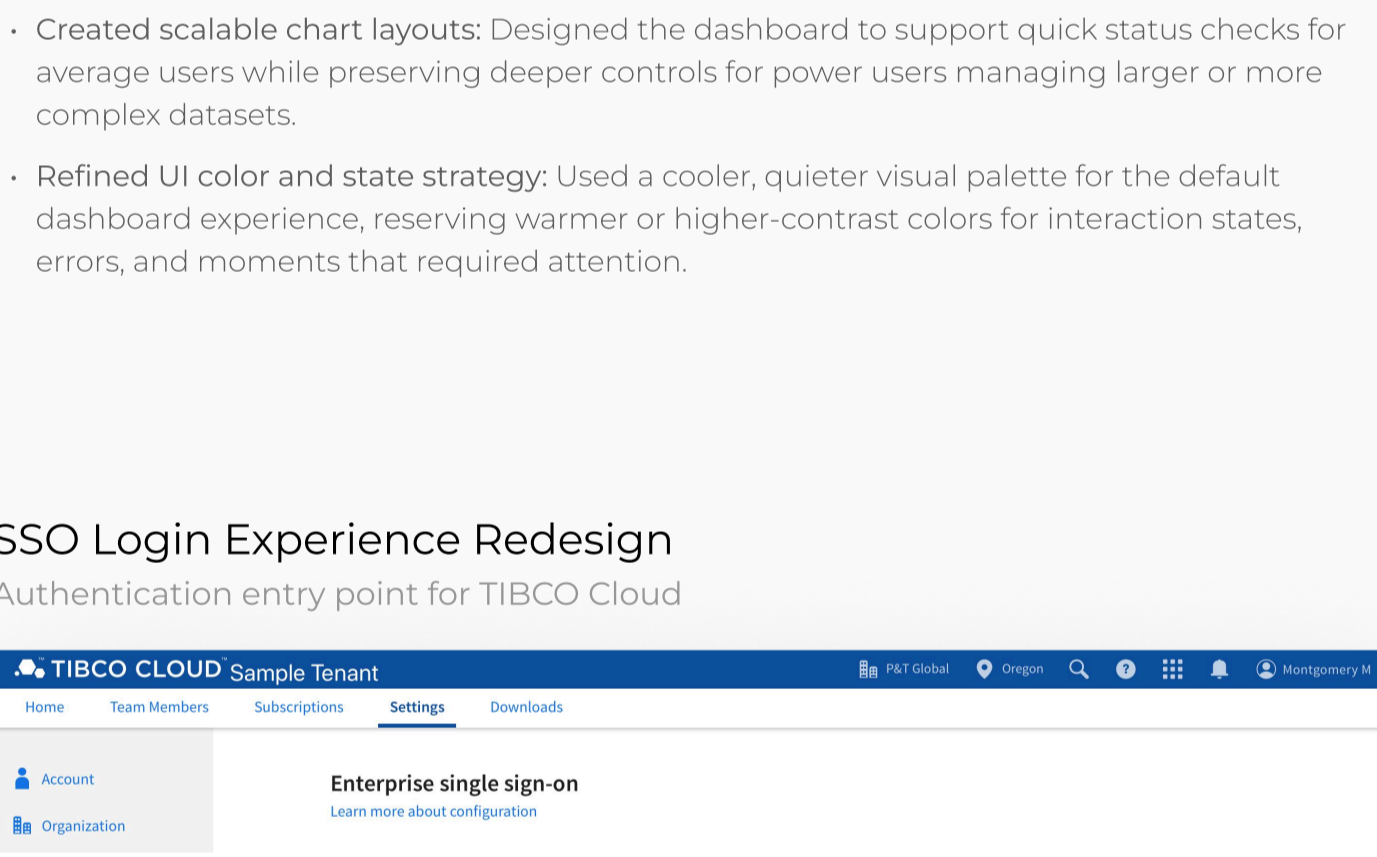 • Created scalable chart layouts: Designed the dashboard to support quick status checks for
average users while preserving deeper controls for power users managing larger or more
complex datasets.
• Refined UI color and state strategy: Used a cooler, quieter visual palette for the default
dashboard experience, reserving warmer or higher-contrast colors for interaction states,
errors, and moments that required attention.
SSO Login Experience Redesign
Authentication entry point for TIBCO Cloud
TIBCO CLOUD™ Sample Tenant P&T Global Oregon ? Montgomery M
Home Team Members Subscriptions Settings Downloads
Account
Enterprise single sign-on
Learn more about configuration
Organization